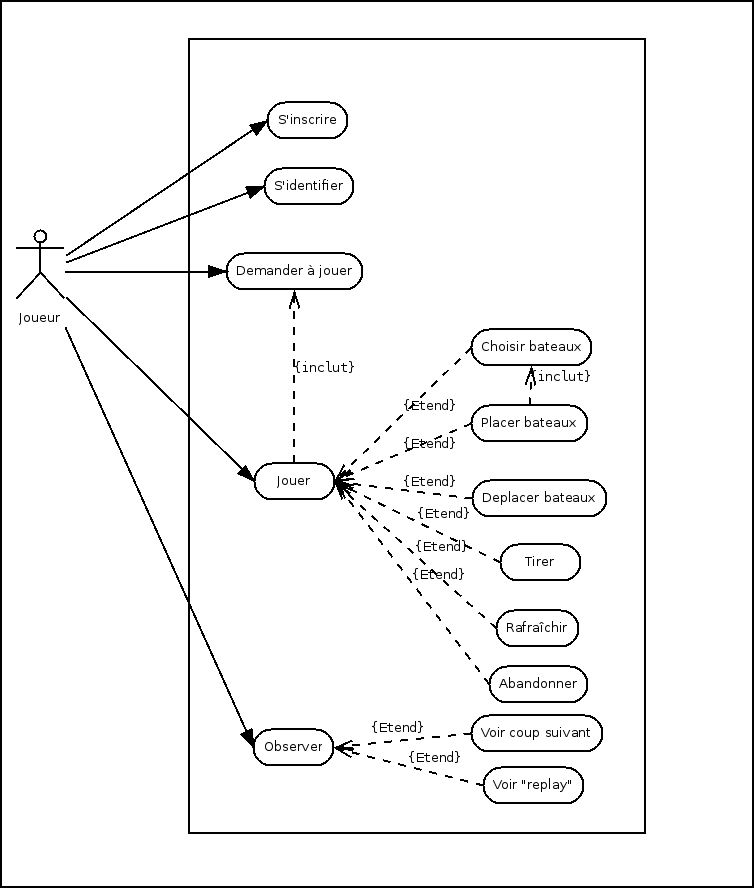 S'inscrire
S'identifier
Demander à jouer
Joueur
Choisir bateaux
{inclut}
{inclut}
{Etend}
Placer bateaux
{Etend}
Jouer
{Etend}
Deplacer bateaux
{Etend}
{Etend}
Tirer
{Etend}
Rafraîchir
Abandonner
{Etend}
Voir coup suivant
Observer
{Etend}
Voir "replay"